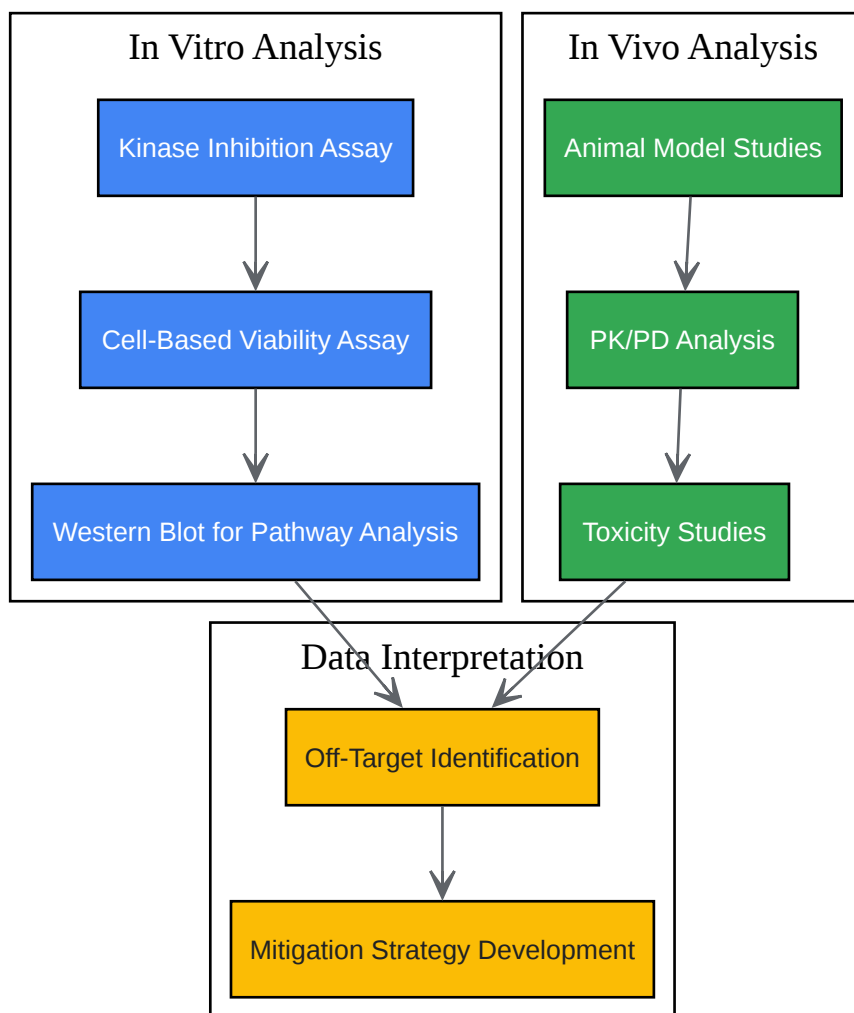 In Vitro Analysis
Kinase Inhibition Assay
Cell-Based Viability Assay
Western Blot for Pathway Analysis
In Vivo Analysis
Animal Model Studies
PK/PD Analysis
Toxicity Studies
Data Interpretation
Off-Target Identification
Mitigation Strategy Development